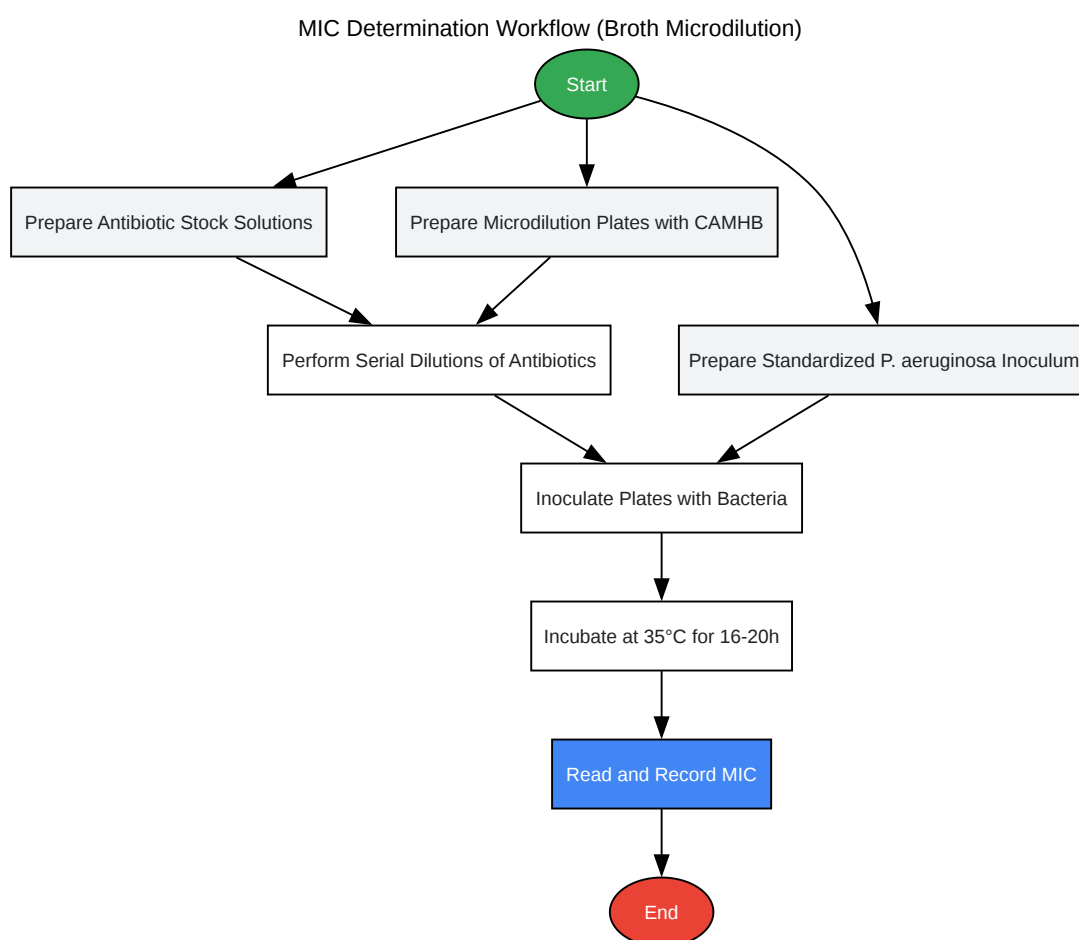 MIC Determination Workflow (Broth Microdilution)
Start
Prepare Antibiotic Stock Solutions
Prepare Microdilution Plates with CAMHB
Perform Serial Dilutions of Antibiotics
Prepare Standardized P. aeruginosa Inoculum
Inoculate Plates with Bacteria
Incubate at 35°C for 16-20h
Read and Record MIC
End